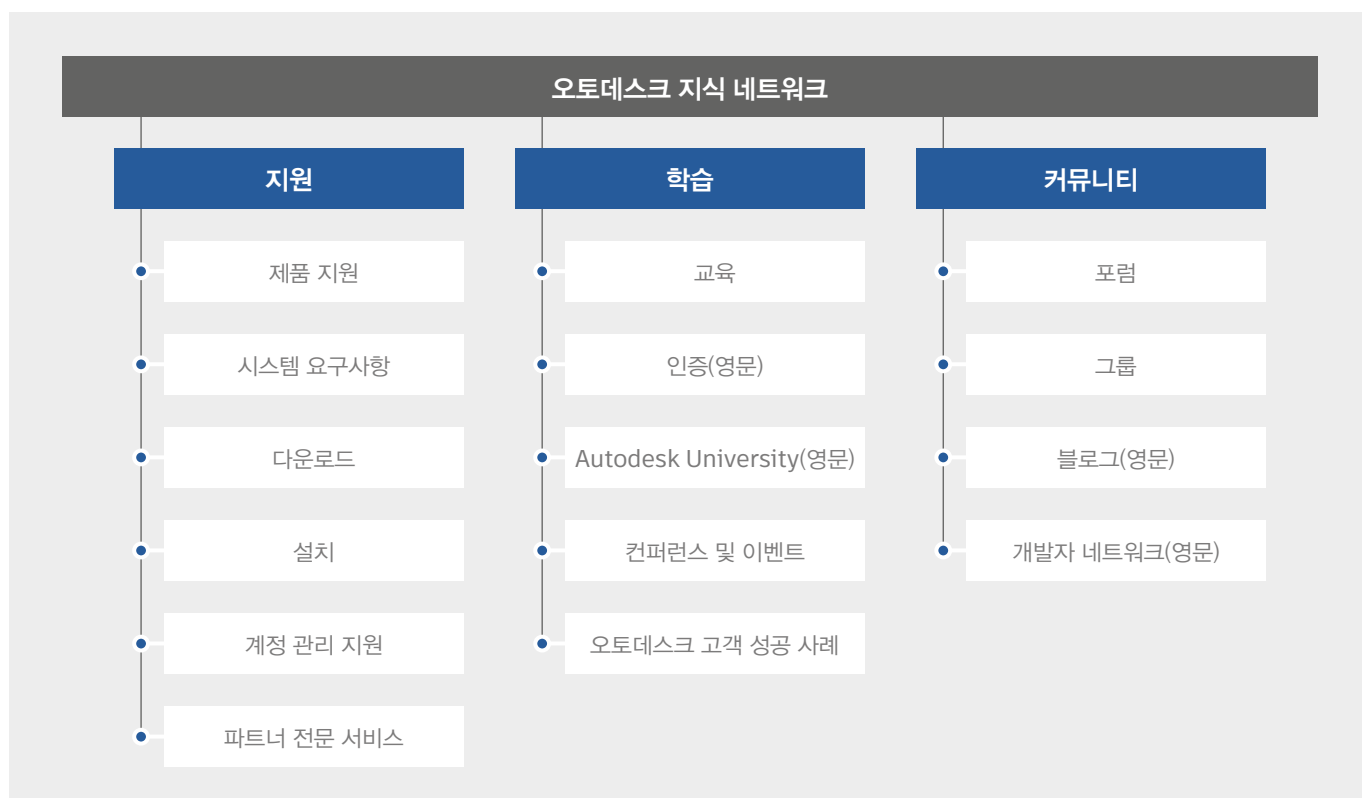 오토데스크 지식 네트워크
지원
제품 지원
시스템 요구사항
다운로드
설치
계정 관리 지원
파트너 전문 서비스
학습
교육
인증(영문)
Autodesk University(영문)
컨퍼런스 및 이벤트
오토데스크 고객 성공 사례
커뮤니티
포럼
그룹
블로그(영문)
개발자 네트워크(영문)